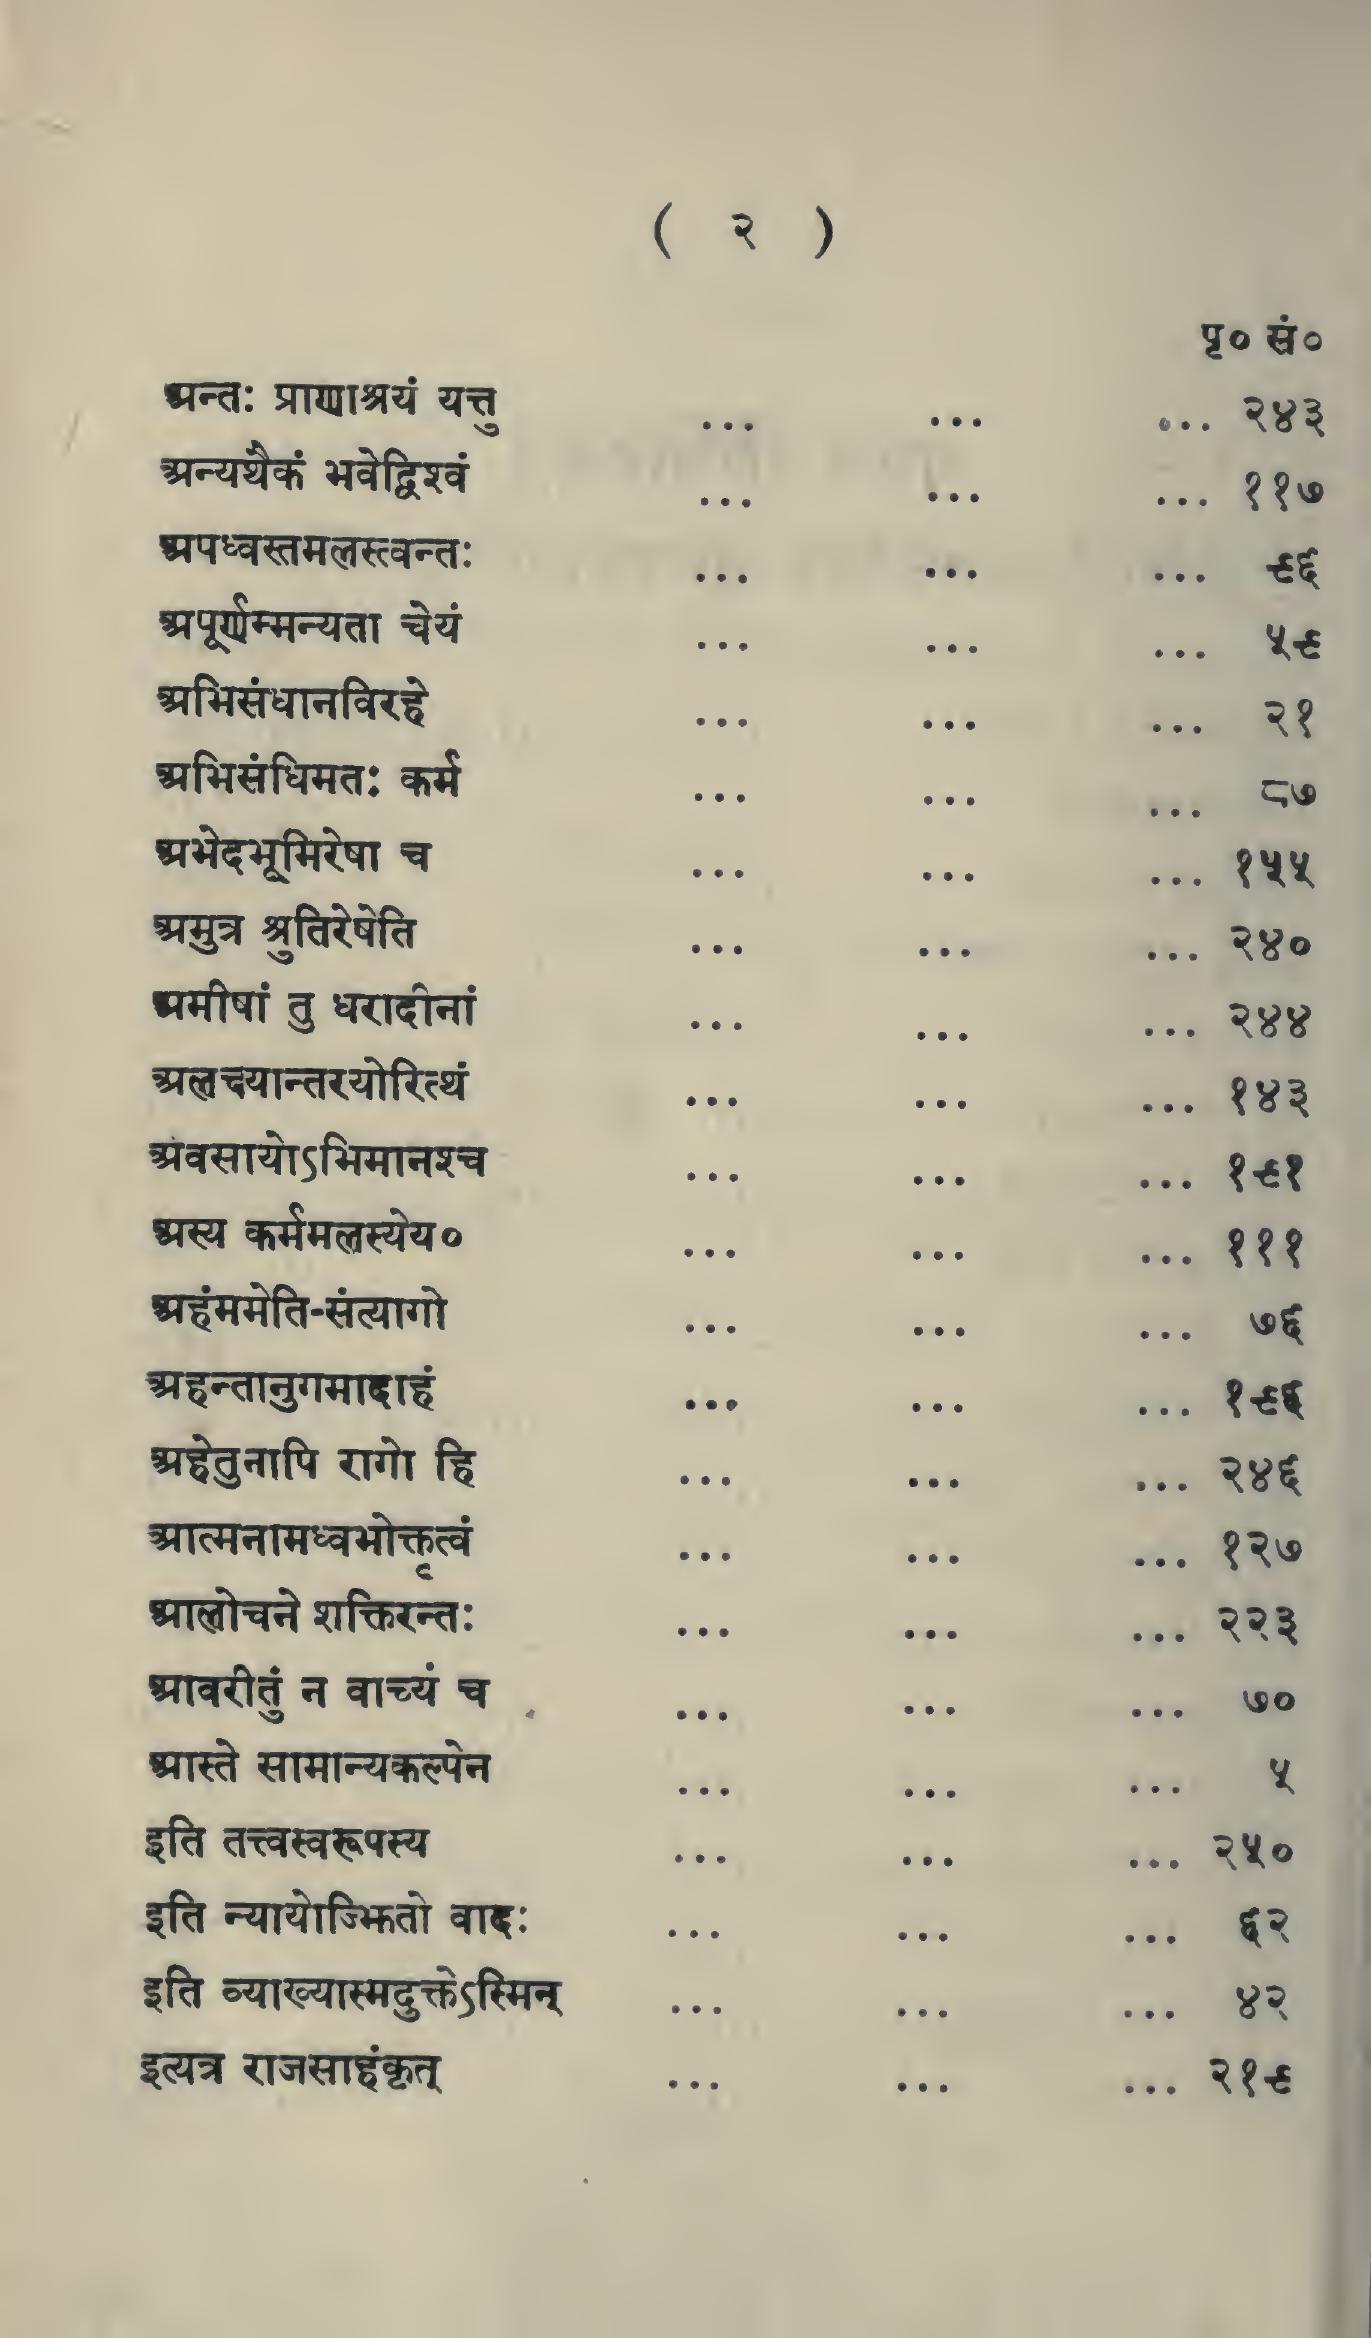 ( २ )
पृ० सं०
अन्तः प्राणाश्रयं यत्तु ... ... ... २४३
अन्यथैकं भवेद्विश्वं ... ... ... ११७
अपध्वस्तमलस्त्वन्तः ... ... ... ९६
अपूर्णम्मन्यता चेयं ... ... ... ५९
अभिसंधानविरहे ... ... ... २१
अभिसंधिमतः कर्म ... ... ... ८७
अभेदभूमिरेषा च ... ... ... १५५
अमुत्र श्रुतिरेषेति ... ... ... २४०
अमीषां तु धरादीनां ... ... ... २४४
अलक्ष्यान्तरयोरित्थं ... ... ... १४३
अवसायोऽभिमानश्च ... ... ... १९१
अस्य कर्ममलस्येय० ... ... ... १११
अहंममेति-संत्यागो ... ... ... ७६
अहन्तानुगमादाहं ... ... ... १९६
अहेतुनापि रागो हि ... ... ... २४६
आत्मनामध्वभोक्तृत्वं ... ... ... १२७
आलोचने शक्तिरन्तः ... ... ... २२३
आवरीतुं न वाच्यं च ... ... ... ७०
आस्ते सामान्यकल्पेन ... ... ... ५
इति तत्त्वस्वरूपस्य ... ... ... २५०
इति न्यायोज्झितो वादः ... ... ... ६२
इति व्याख्यास्मदुक्तेऽस्मिन् ... ... ... ४२
इत्यत्र राजसाहंकृत् ... ... ... २१९